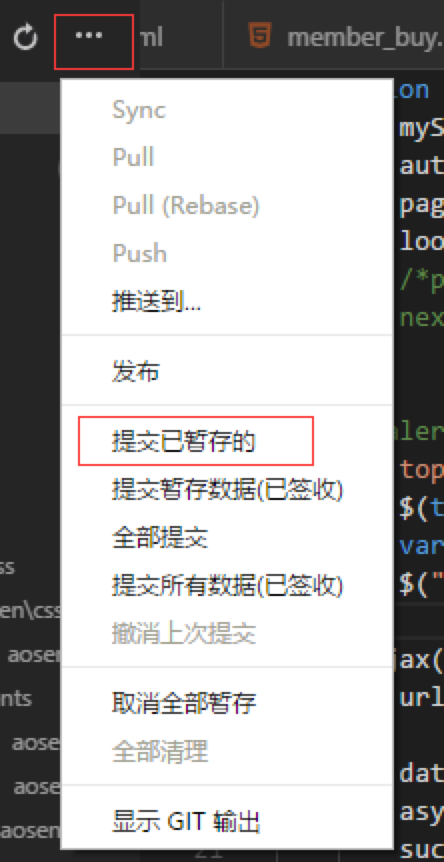 ••• ml member_buy.
ion
myS
aut
pag
loo
/*p
nex
aler
top
$(t
var
$("
jax(
url
dat
asy
suc
Sync
Pull
Pull (Rebase)
Push
推送到...
发布
提交已暂存的
提交暂存数据(已签收)
全部提交
提交所有数据(已签收)
撤消上次提交
取消全部暂存
全部清理
显示 GIT 输出
ss
en\css
aosen
nts
aose
aose
aosen
21